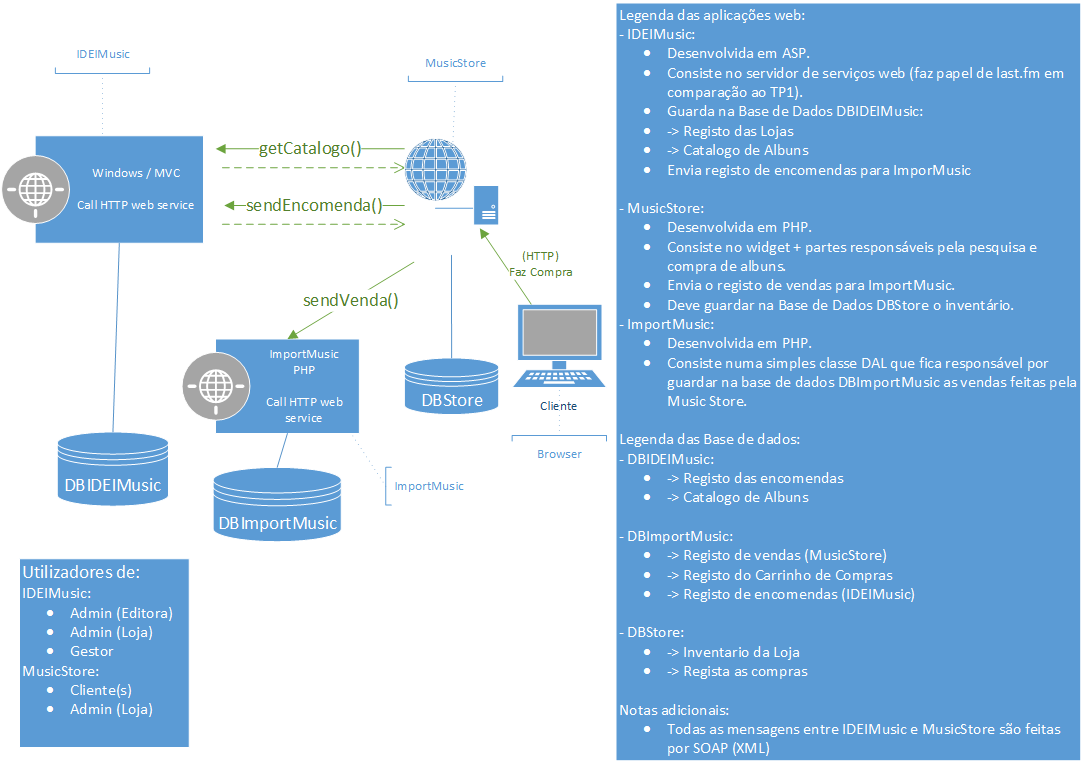 IDEIMusic
MusicStore
Windows / MVC
Call HTTP web service
getCatalogo()
sendEncomenda()
(HTTP)
Faz Compra
sendVenda()
ImportMusic
PHP
Call HTTP web
service
DBStore
Cliente
Browser
DBIDEIMusic
ImportMusic
DBImportMusic
Utilizadores de:
IDEIMusic:
• Admin (Editora)
• Admin (Loja)
• Gestor
MusicStore:
• Cliente(s)
• Admin (Loja)
Legenda das aplicações web:
- IDEIMusic:
• Desenvolvida em ASP.
• Consiste no servidor de serviços web (faz papel de last.fm em
comparação ao TP1).
• Guarda na Base de Dados DBIDEIMusic:
• -> Registo das Lojas
• -> Catalogo de Albuns
• Envia registo de encomendas para ImporMusic
- MusicStore:
• Desenvolvida em PHP.
• Consiste no widget + partes responsáveis pela pesquisa e
compra de albuns.
• Envia o registo de vendas para ImportMusic.
• Deve guardar na Base de Dados DBStore o inventário.
- ImportMusic:
• Desenvolvida em PHP.
• Consiste numa simples classe DAL que fica responsável por
guardar na base de dados DBImportMusic as vendas feitas pela
Music Store.
Legenda das Base de dados:
- DBIDEIMusic:
• -> Registo das encomendas
• -> Catalogo de Albuns
- DBImportMusic:
• -> Registo de vendas (MusicStore)
• -> Registo do Carrinho de Compras
• -> Registo de encomendas (IDEIMusic)
- DBStore:
• -> Inventario da Loja
• -> Regista as compras
Notas adicionais:
• Todas as mensagens entre IDEIMusic e MusicStore são feitas
por SOAP (XML)